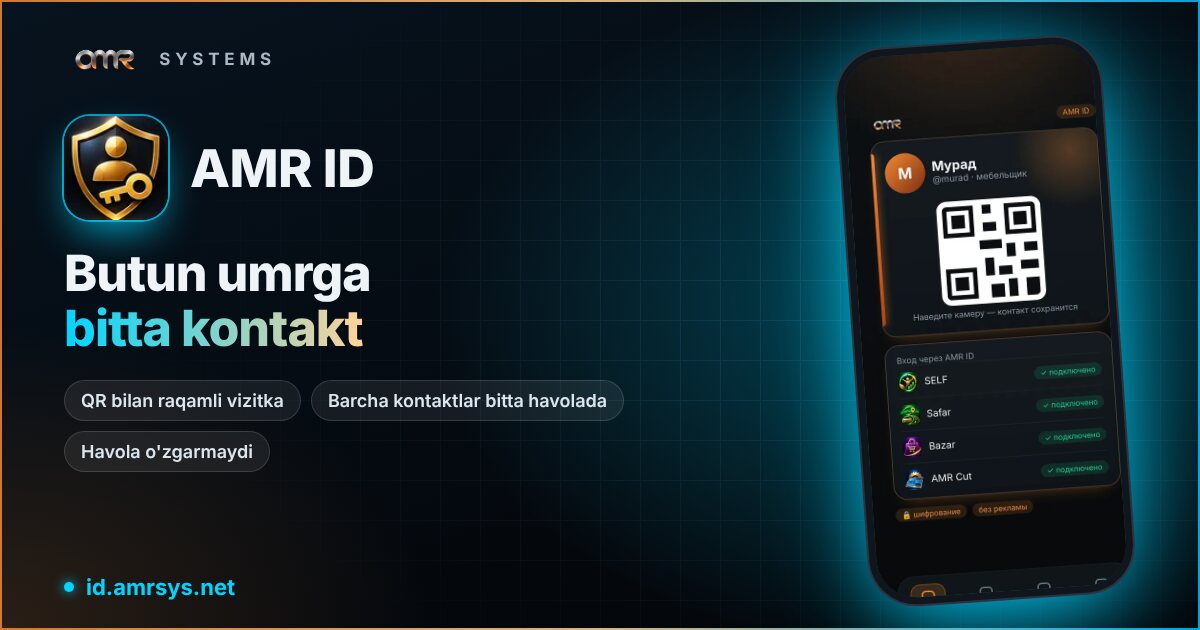 amr SYSTEMS
AMR ID
Butun umrga
bitta kontakt
QR bilan raqamli vizitka
Barcha kontaktlar bitta havolada
Havola o'zgarmaydi
id.amrsys.net
amr
AMR ID
М
Мурад
@murad · мебельщик
Наведите камеру — контакт сохранится
Вход через AMR ID
SELF
✓ подключено
Safar
✓ подключено
Bazar
✓ подключено
AMR Cut
✓ подключено
шифрование
без рекламы